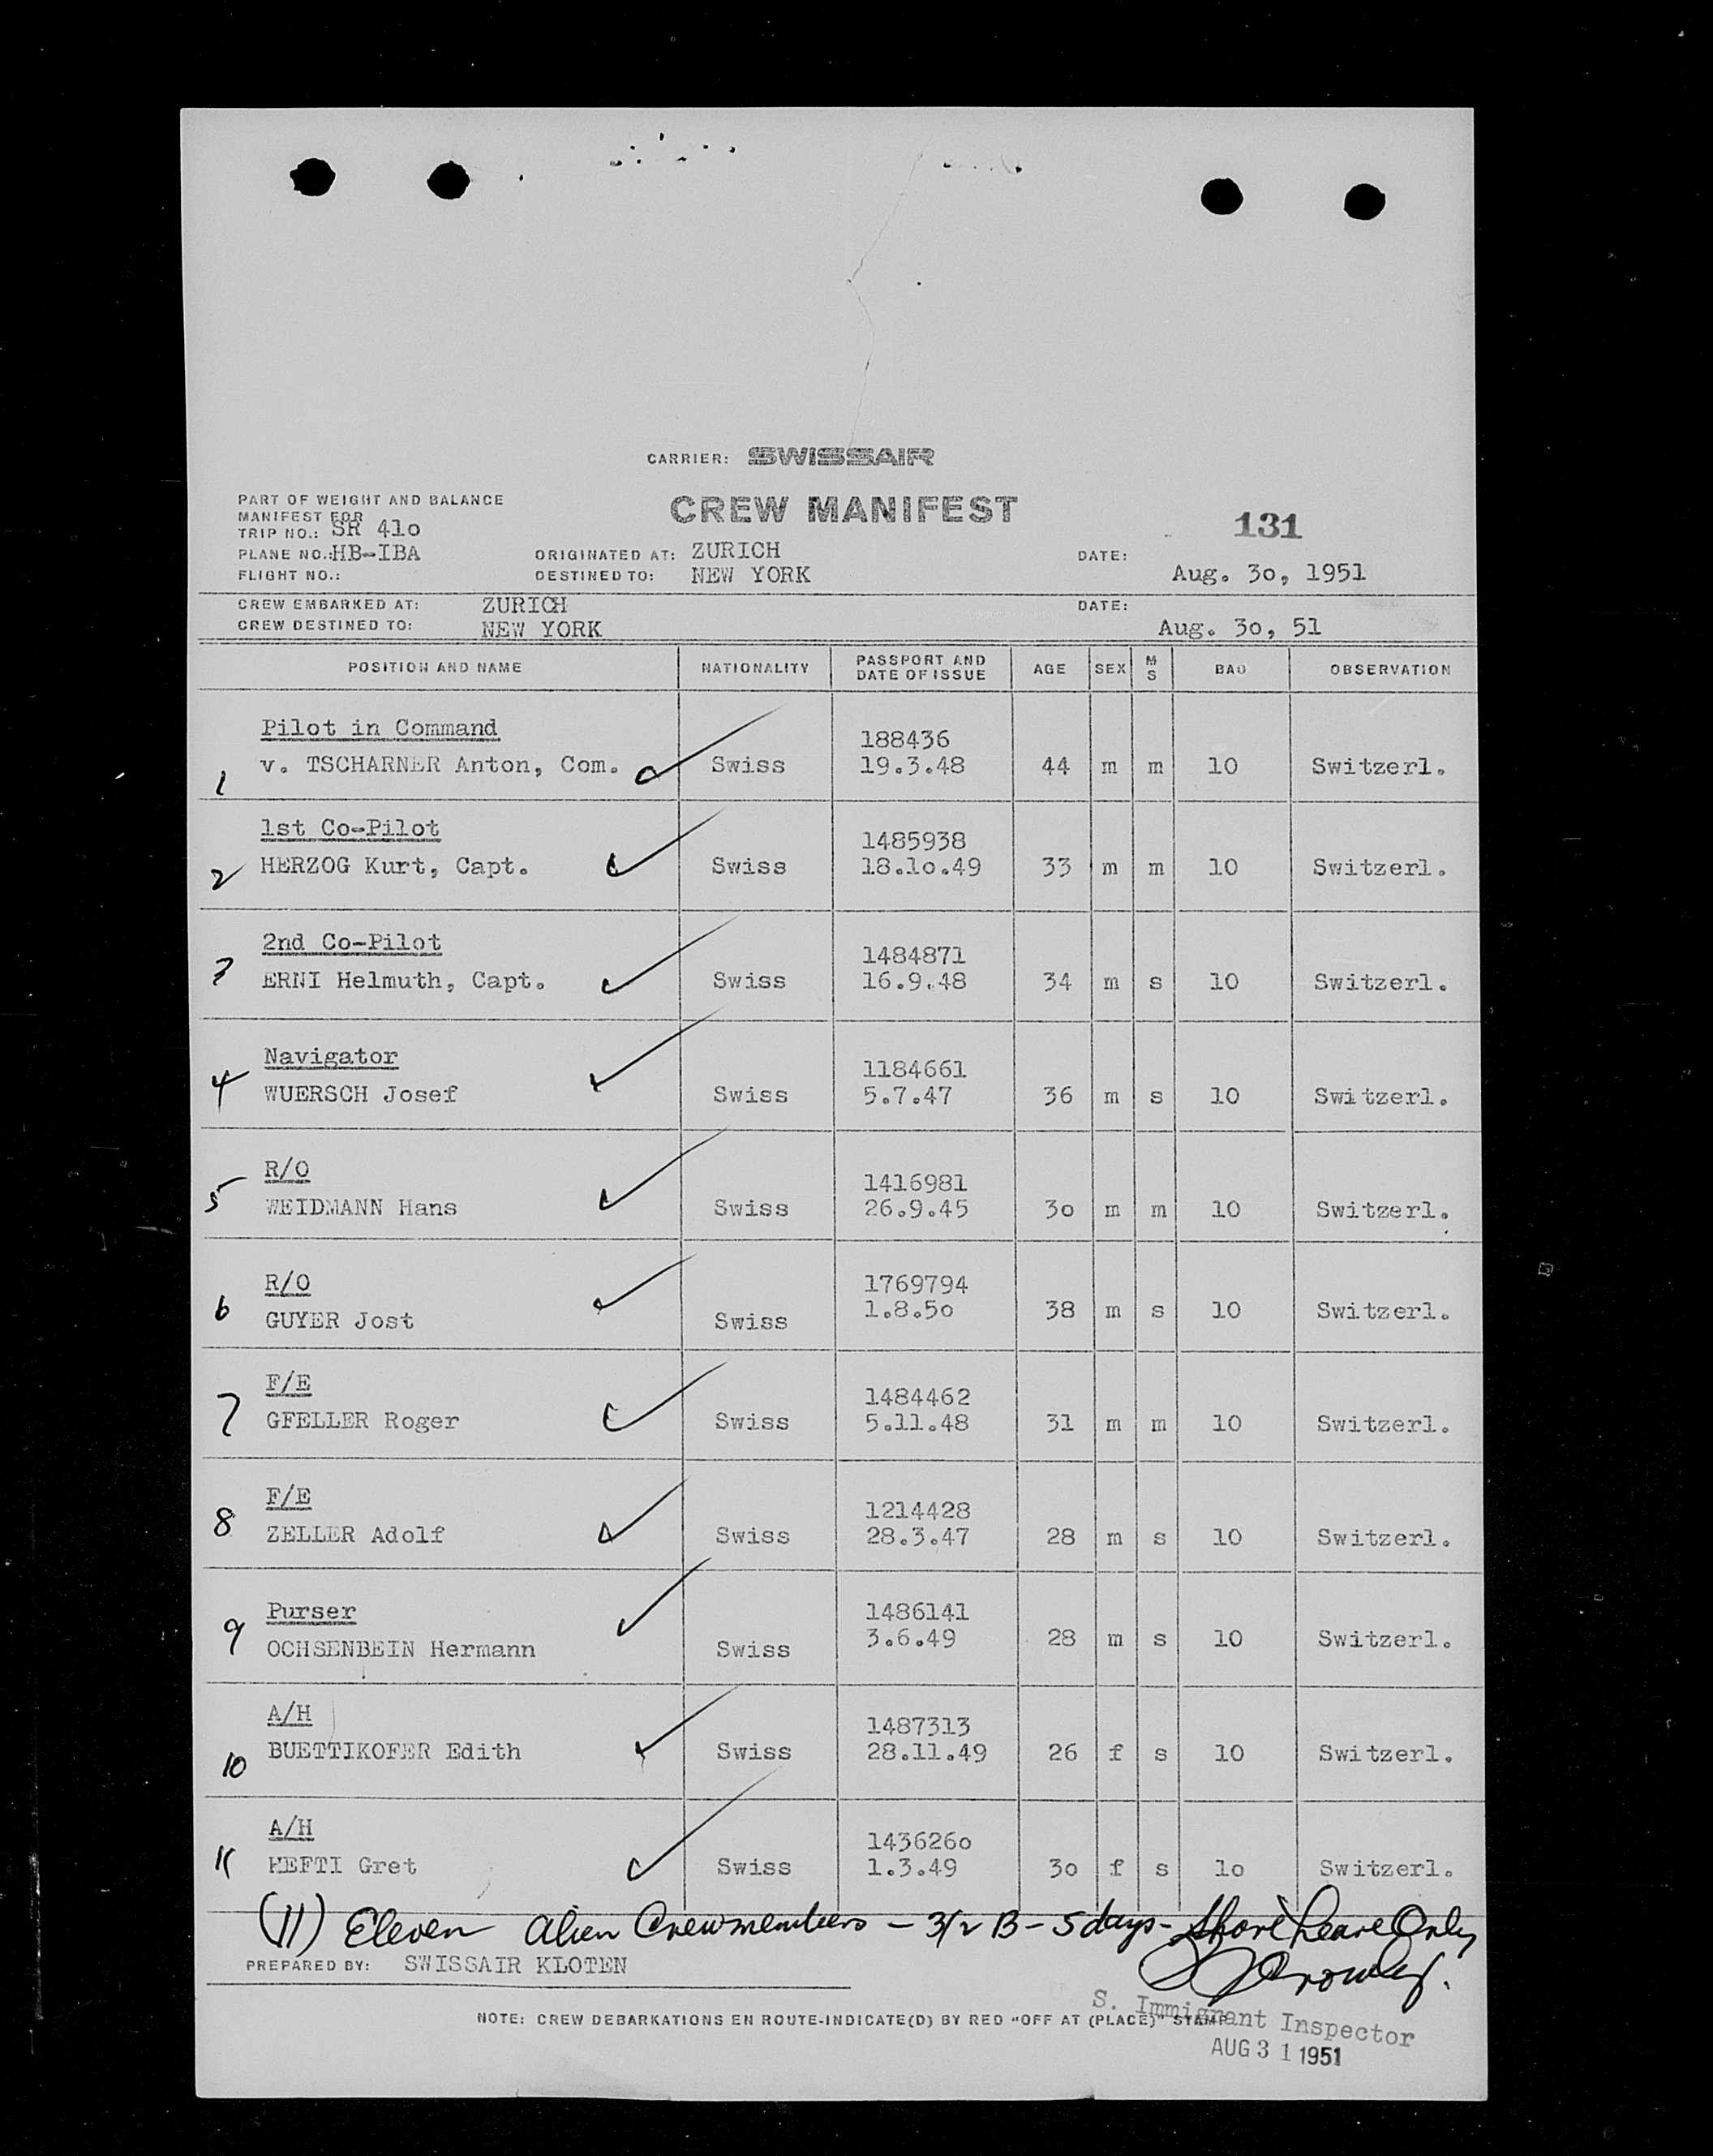 CARRIER: SWISSAIR
CREW MANIFEST
131
PART OF WEIGHT AND BALANCE
MANIFEST FOR
TRIP NO.: SR 41o
PLANE NO.: HB-IBA ORIGINATED AT: ZURICH DATE:
FLIGHT NO.: DESTINED TO: NEW YORK Aug. 3o, 1951
CREW EMBARKED AT: ZURICH DATE:
CREW DESTINED TO: NEW YORK Aug. 3o, 51
POSITION AND NAME NATIONALITY PASSPORT AND DATE OF ISSUE AGE SEX M S BAG OBSERVATION
Pilot in Command 188436
1 v. TSCHARNER Anton, Com. Swiss 19.3.48 44 m m 10 Switzerl.
1st Co-Pilot 1485938
2 HERZOG Kurt, Capt. Swiss 18.1o.49 33 m m 10 Switzerl.
2nd Co-Pilot 1484871
3 ERNI Helmuth, Capt. Swiss 16.9.48 34 m s 10 Switzerl.
Navigator 1184661
4 WUERSCH Josef Swiss 5.7.47 36 m s 10 Switzerl.
R/O 1416981
5 WEIDMANN Hans Swiss 26.9.45 3o m m 10 Switzerl.
R/O 1769794
6 GUYER Jost Swiss 1.8.5o 38 m s 10 Switzerl.
F/E 1484462
7 GFELLER Roger Swiss 5.11.48 31 m m 10 Switzerl.
F/E 1214428
8 ZELLER Adolf Swiss 28.3.47 28 m s 10 Switzerl.
Purser 1486141
9 OCHSENBEIN Hermann Swiss 3.6.49 28 m s 10 Switzerl.
A/H 1487313
10 BUETTIKOFER Edith Swiss 28.11.49 26 f s 10 Switzerl.
A/H 143626o
11 HEFTI Gret Swiss 1.3.49 3o f s 1o Switzerl.
(11) Eleven Alien Crewmembers - 3/2 B - 5 days - Shore Leave Only
PREPARED BY: SWISSAIR KLOTEN
NOTE: CREW DEBARKATIONS EN ROUTE-INDICATE(D) BY RED "OFF AT (PLACE)" STAMP
S. Immigrant Inspector
AUG 31 1951